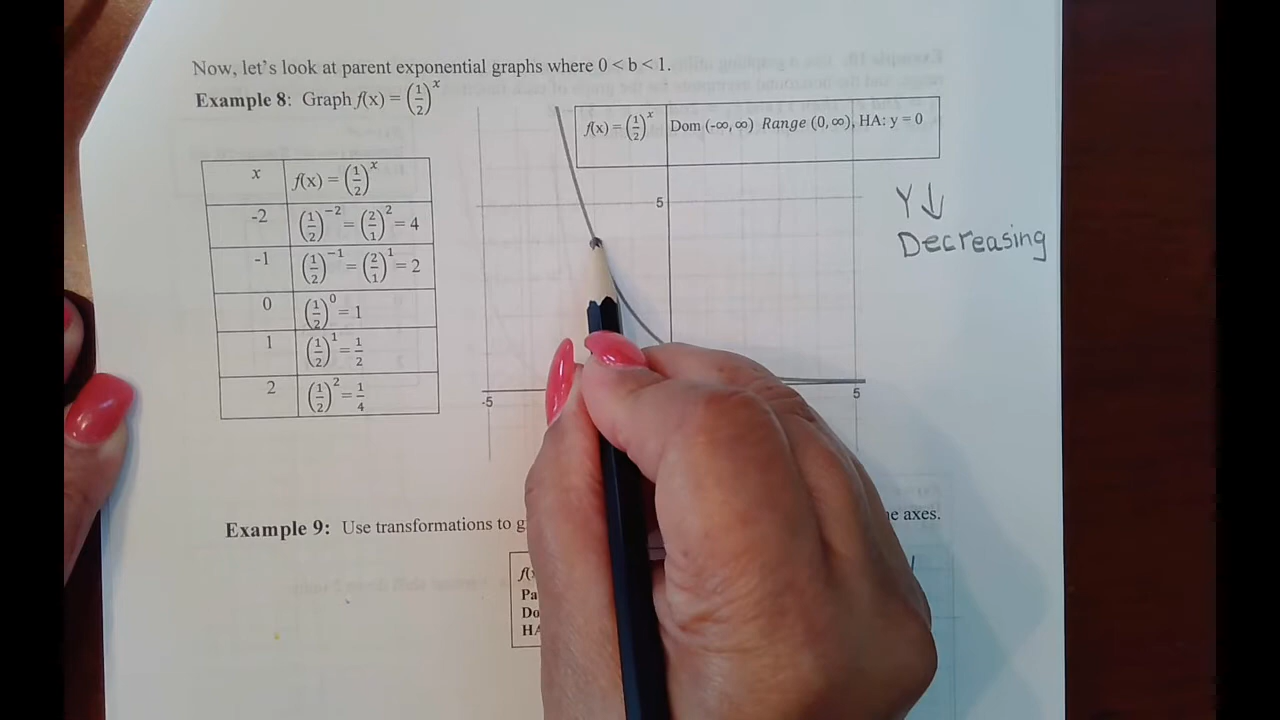 Now, let's look at parent exponential graphs where 0 < b < 1.
Example 8: Graph f(x) = (1/2)^x
f(x) = (1/2)^x Dom (-∞, ∞) Range (0, ∞), HA: y = 0
x f(x) = (1/2)^x
-2 (1/2)^-2 = (2/1)^2 = 4
-1 (1/2)^-1 = (2/1)^1 = 2
0 (1/2)^0 = 1
1 (1/2)^1 = 1/2
2 (1/2)^2 = 1/4
5
-5 5
Y ↓
Decreasing
Example 9: Use transformations to axes.